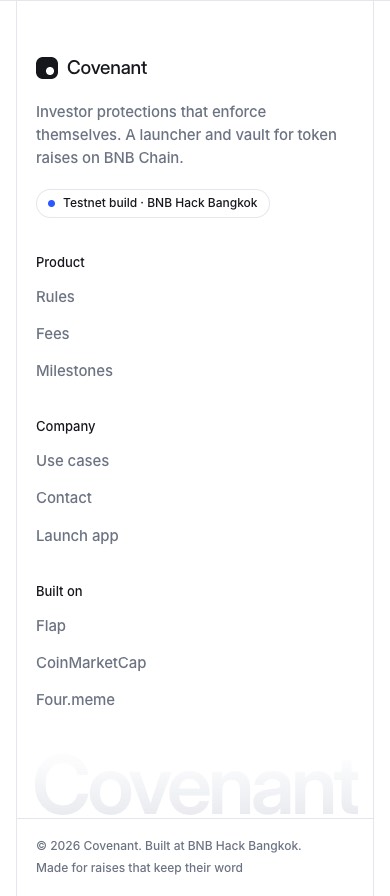 Covenant
Investor protections that enforce
themselves. A launcher and vault for token
raises on BNB Chain.
Testnet build · BNB Hack Bangkok
Product
Rules
Fees
Milestones
Company
Use cases
Contact
Launch app
Built on
Flap
CoinMarketCap
Four.meme
Covenant
© 2026 Covenant. Built at BNB Hack Bangkok.
Made for raises that keep their word